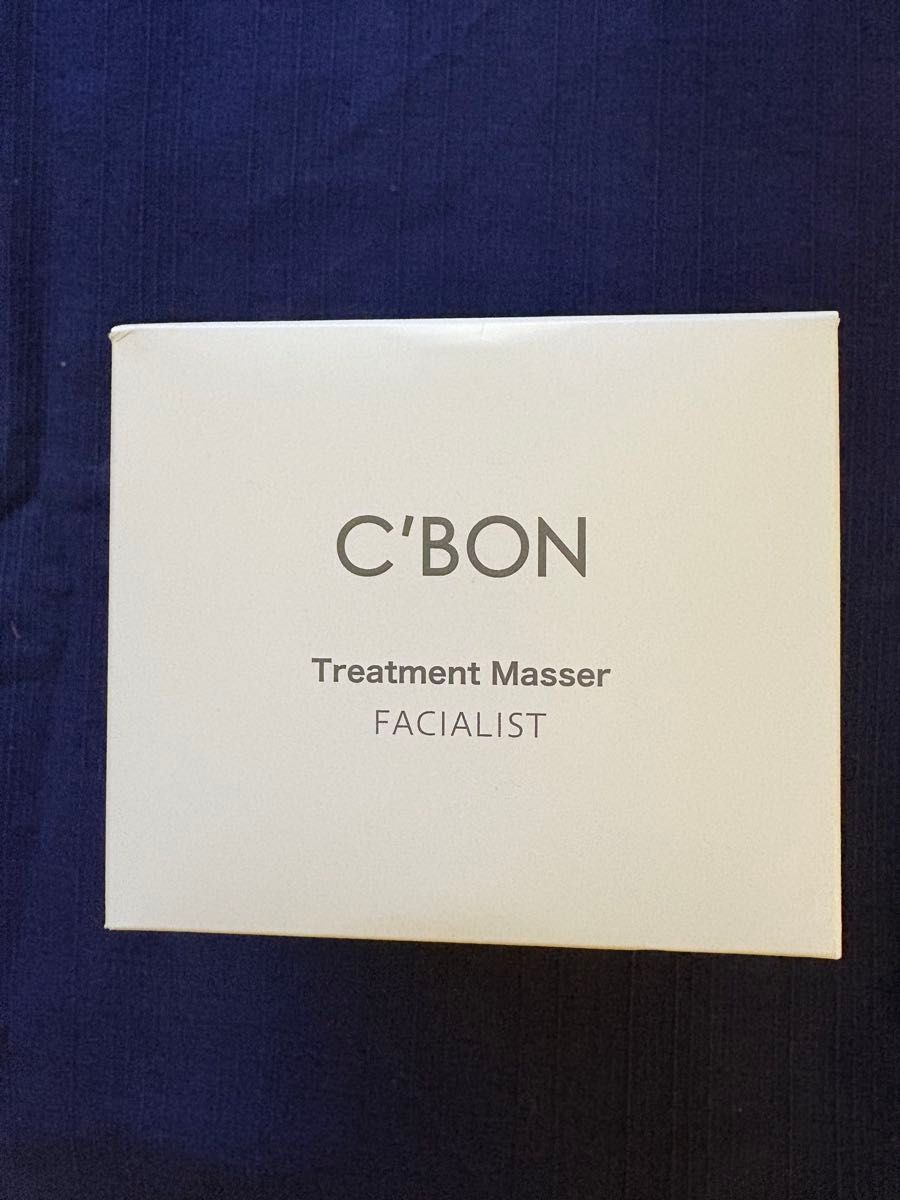 C'BON
Treatment Masser
FACIALIST